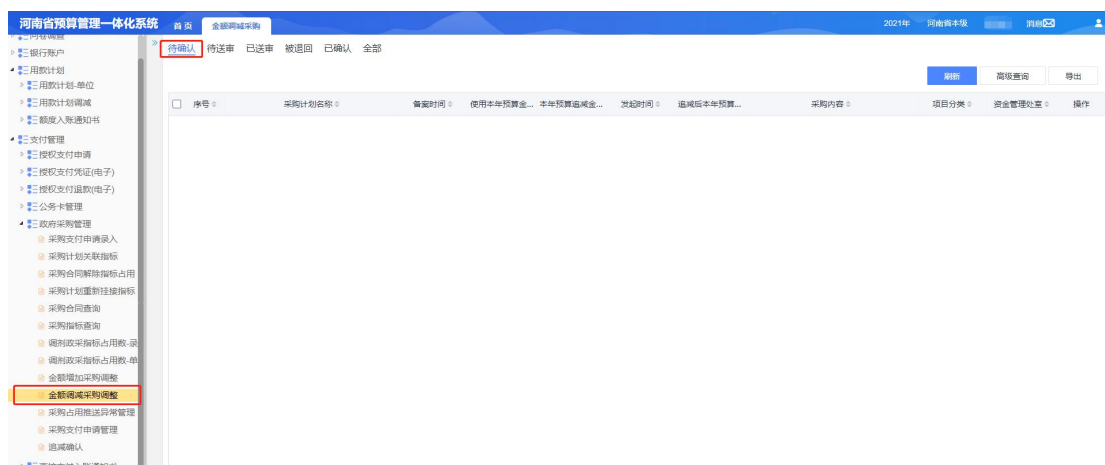 河南省预算管理一体化系统 首页 金额调减采购 2021年 河南省本级 消息
问卷调查
银行账户
用款计划
用款计划-单位
用款计划调减
额度入账通知书
支付管理
授权支付申请
授权支付凭证(电子)
授权支付退款(电子)
公务卡管理
政府采购管理
采购支付申请录入
采购计划关联指标
采购合同解除指标占用
采购计划重新挂接指标
采购合同查询
采购指标查询
调剂政采指标占用数-录
调剂政采指标占用数-单
金额增加采购调整
金额调减采购调整
采购占用推送异常管理
采购支付申请管理
追减确认
待确认 待送审 已送审 被退回 已确认 全部
刷新 高级查询 导出
序号 采购计划名称 备案时间 使用本年预算金... 本年预算追减金... 发起时间 追减后本年预算... 采购内容 项目分类 资金管理处室 操作